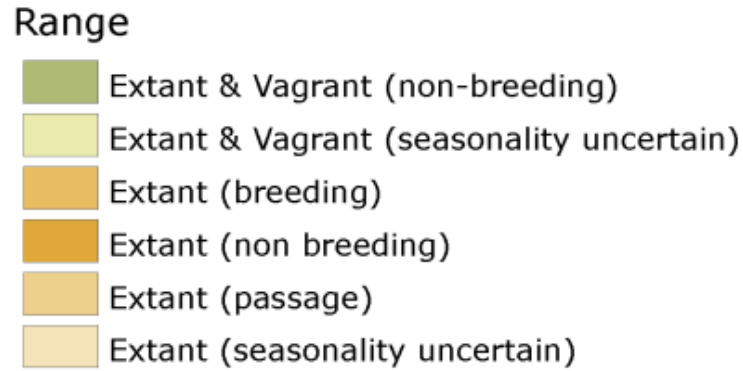 Range
Extant & Vagrant (non-breeding)
Extant & Vagrant (seasonality uncertain)
Extant (breeding)
Extant (non breeding)
Extant (passage)
Extant (seasonality uncertain)